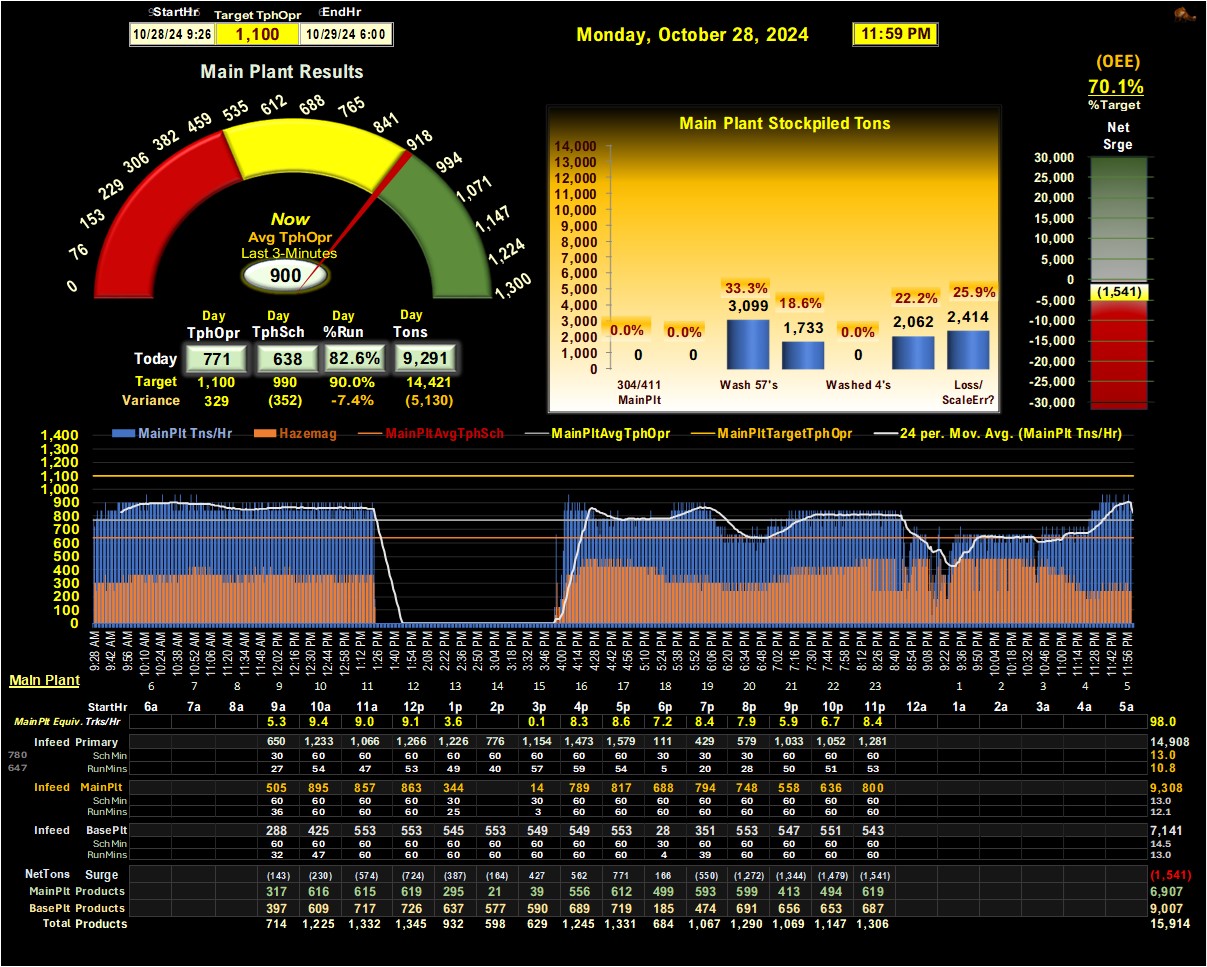 StartHr Target TphOpr EndHr
10/28/24 9:26 1,100 10/29/24 6:00
Monday, October 28, 2024 11:59 PM
(OEE)
70.1%
%Target
Net
Srge
30,000
25,000
20,000
15,000
10,000
5,000
0
(1,541)
-5,000
-10,000
-15,000
-20,000
-25,000
-30,000
Main Plant Results
0 76 153 229 306 382 459 535 612 688 765 841 918 994 1,071 1,147 1,224 1,300
Now
Avg TphOpr
Last 3-Minutes
900
Day Day Day Day
TphOpr TphSch %Run Tons
Today 771 638 82.6% 9,291
Target 1,100 990 90.0% 14,421
Variance 329 (352) -7.4% (5,130)
Main Plant Stockpiled Tons
14,000
13,000
12,000
11,000
10,000
9,000
8,000
7,000
6,000
5,000
4,000
3,000
2,000
1,000
0
0.0% 0.0% 33.3% 18.6% 0.0% 22.2% 25.9%
0 0 3,099 1,733 0 2,062 2,414
304/411 Wash 57's Washed 4's Loss/
MainPlt ScaleErr?
MainPlt Tns/Hr Hazemag MainPltAvgTphSch MainPltAvgTphOpr MainPltTargetTphOpr 24 per. Mov. Avg. (MainPlt Tns/Hr)
1,400
1,300
1,200
1,100
1,000
900
800
700
600
500
400
300
200
100
0
9:28 AM 9:42 AM 9:56 AM 10:10 AM 10:24 AM 10:38 AM 10:52 AM 11:06 AM 11:20 AM 11:34 AM 11:48 AM 12:02 PM 12:16 PM 12:30 PM 12:44 PM 12:58 PM 1:12 PM 1:26 PM 1:40 PM 1:54 PM 2:08 PM 2:22 PM 2:36 PM 2:50 PM 3:04 PM 3:18 PM 3:32 PM 3:46 PM 4:00 PM 4:14 PM 4:28 PM 4:42 PM 4:56 PM 5:10 PM 5:24 PM 5:38 PM 5:52 PM 6:06 PM 6:20 PM 6:34 PM 6:48 PM 7:02 PM 7:16 PM 7:30 PM 7:44 PM 7:58 PM 8:12 PM 8:26 PM 8:40 PM 8:54 PM 9:08 PM 9:22 PM 9:36 PM 9:50 PM 10:04 PM 10:18 PM 10:32 PM 10:46 PM 11:00 PM 11:14 PM 11:28 PM 11:42 PM 11:56 PM
Main Plant 6 7 8 9 10 11 12 13 14 15 16 17 18 19 20 21 22 23 1 2 3 4 5
StartHr 6a 7a 8a 9a 10a 11a 12p 1p 2p 3p 4p 5p 6p 7p 8p 9p 10p 11p 12a 1a 2a 3a 4a 5a
MainPlt Equiv. Trks/Hr 5.3 9.4 9.0 9.1 3.6 0.1 8.3 8.6 7.2 8.4 7.9 5.9 6.7 8.4 98.0
Infeed Primary 650 1,233 1,066 1,266 1,226 776 1,154 1,473 1,579 111 429 579 1,033 1,052 1,281 14,908
780 Sch Min 30 60 60 60 60 60 60 60 60 30 30 30 60 60 60 13.0
647 RunMins 27 54 47 53 49 40 57 59 54 5 20 28 50 51 53 10.8
Infeed MainPlt 505 895 857 863 344 14 789 817 688 794 748 558 636 800 9,308
Sch Min 60 60 60 60 30 30 60 60 60 60 60 60 60 60 13.0
RunMins 36 60 60 60 25 3 60 60 60 60 60 60 60 60 12.1
Infeed BasePlt 288 425 553 553 545 553 549 549 553 28 351 553 547 551 543 7,141
Sch Min 60 60 60 60 60 60 60 60 60 30 60 60 60 60 60 14.5
RunMins 32 47 60 60 60 60 60 60 60 4 39 60 60 60 60 13.0
NetTons Surge (143) (230) (574) (724) (387) (164) 427 562 771 166 (550) (1,272) (1,344) (1,479) (1,541) (1,541)
MainPlt Products 317 616 615 619 295 21 39 556 612 499 593 599 413 494 619 6,907
BasePlt Products 397 609 717 726 637 577 590 689 719 185 474 691 656 653 687 9,007
Total Products 714 1,225 1,332 1,345 932 598 629 1,245 1,331 684 1,067 1,290 1,069 1,147 1,306 15,914